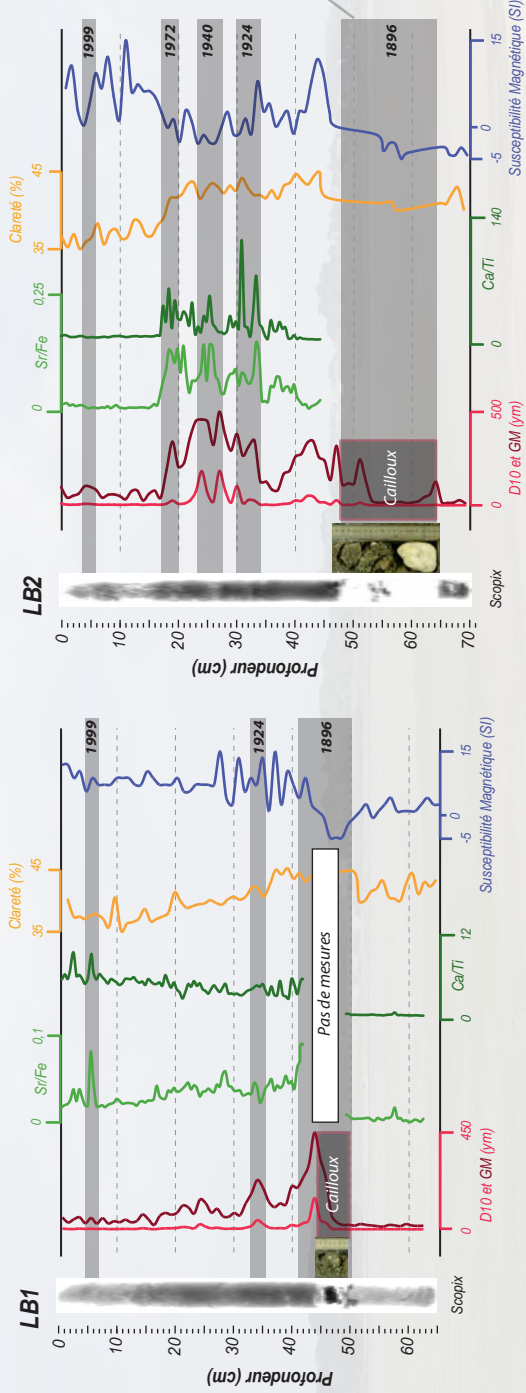 LB1
Profondeur (cm)
0
10
20
30
40
50
60
Scopix
D10 et GM (ym)
0
450
Sr/Fe
0
0,1
Ca/Ti
0
12
Clareté (%)
35
45
Susceptibilité Magnétique (SI)
-5
0
15
1999
1924
1896
Pas de mesures
Cailloux
LB2
Profondeur (cm)
0
10
20
30
40
50
60
70
Scopix
D10 et GM (ym)
0
500
Sr/Fe
0
0,25
Ca/Ti
0
140
Clareté (%)
35
45
Susceptibilité Magnétique (SI)
-5
0
15
1999
1972
1940
1924
1896
Cailloux